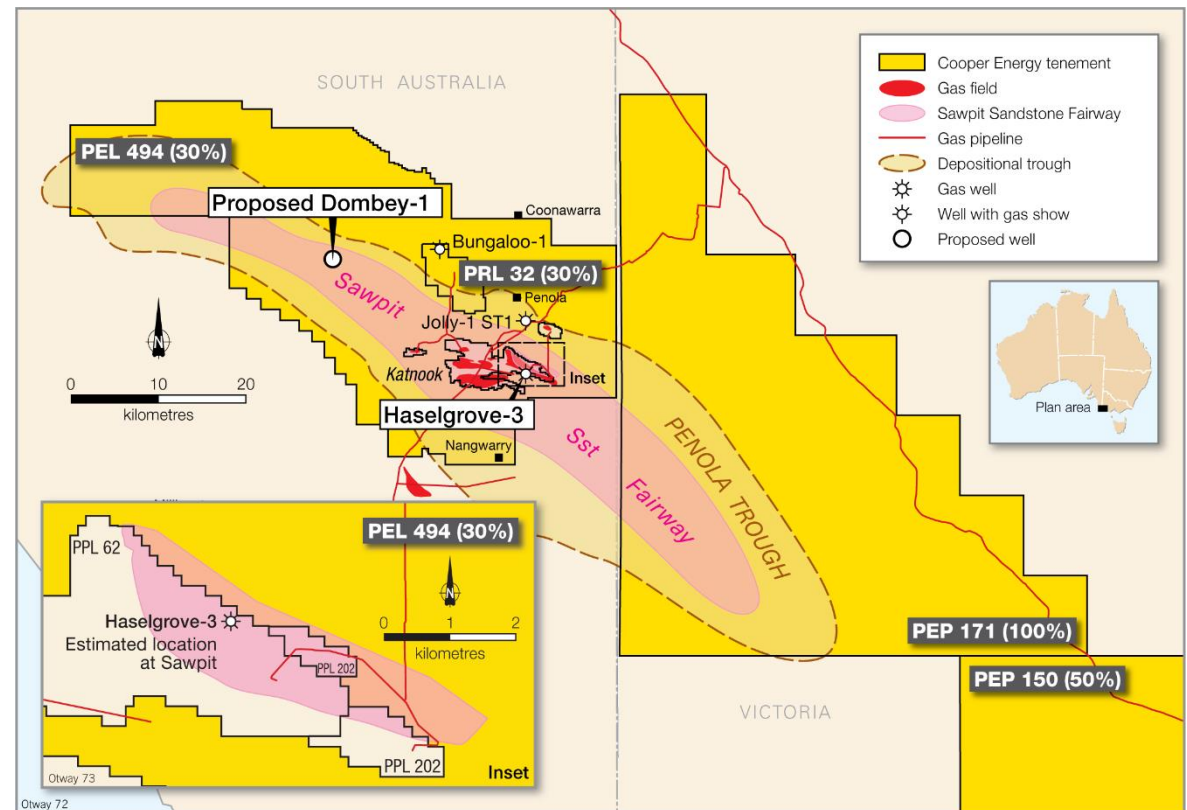 SOUTH AUSTRALIA
Cooper Energy tenement
Gas field
Sawpit Sandstone Fairway
Gas pipeline
Depositional trough
Gas well
Well with gas show
Proposed well
PEL 494 (30%)
Proposed Dombey-1
Coonawarra
Bungaloo-1
PRL 32 (30%)
Penola
Sawpit
Jolly-1 ST1
N
Katnook
Inset
0 10 20
kilometres
Haselgrove-3
Plan area
Nangwarry
Sst
Fairway
PENOLA TROUGH
PEL 494 (30%)
PPL 62
N
Haselgrove-3
Estimated location
at Sawpit
0 1 2
kilometres
PPL 202
PPL 202
Inset
Otway 73
Otway 72
PEP 171 (100%)
PEP 150 (50%)
VICTORIA